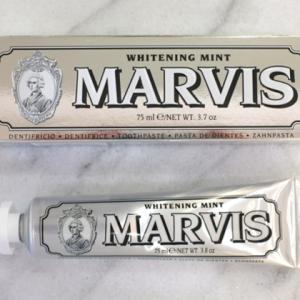 WHITENING MINT
MARVIS
75 ml ℮/NET WT. 3.7 oz
DENTIFRICIO • DENTIFRICE • TOOTHPASTE • PASTA DE DIENTES • ZAHNPASTA
WHITENING MINT
MARVIS
ml ℮/NET WT. 3.8 oz